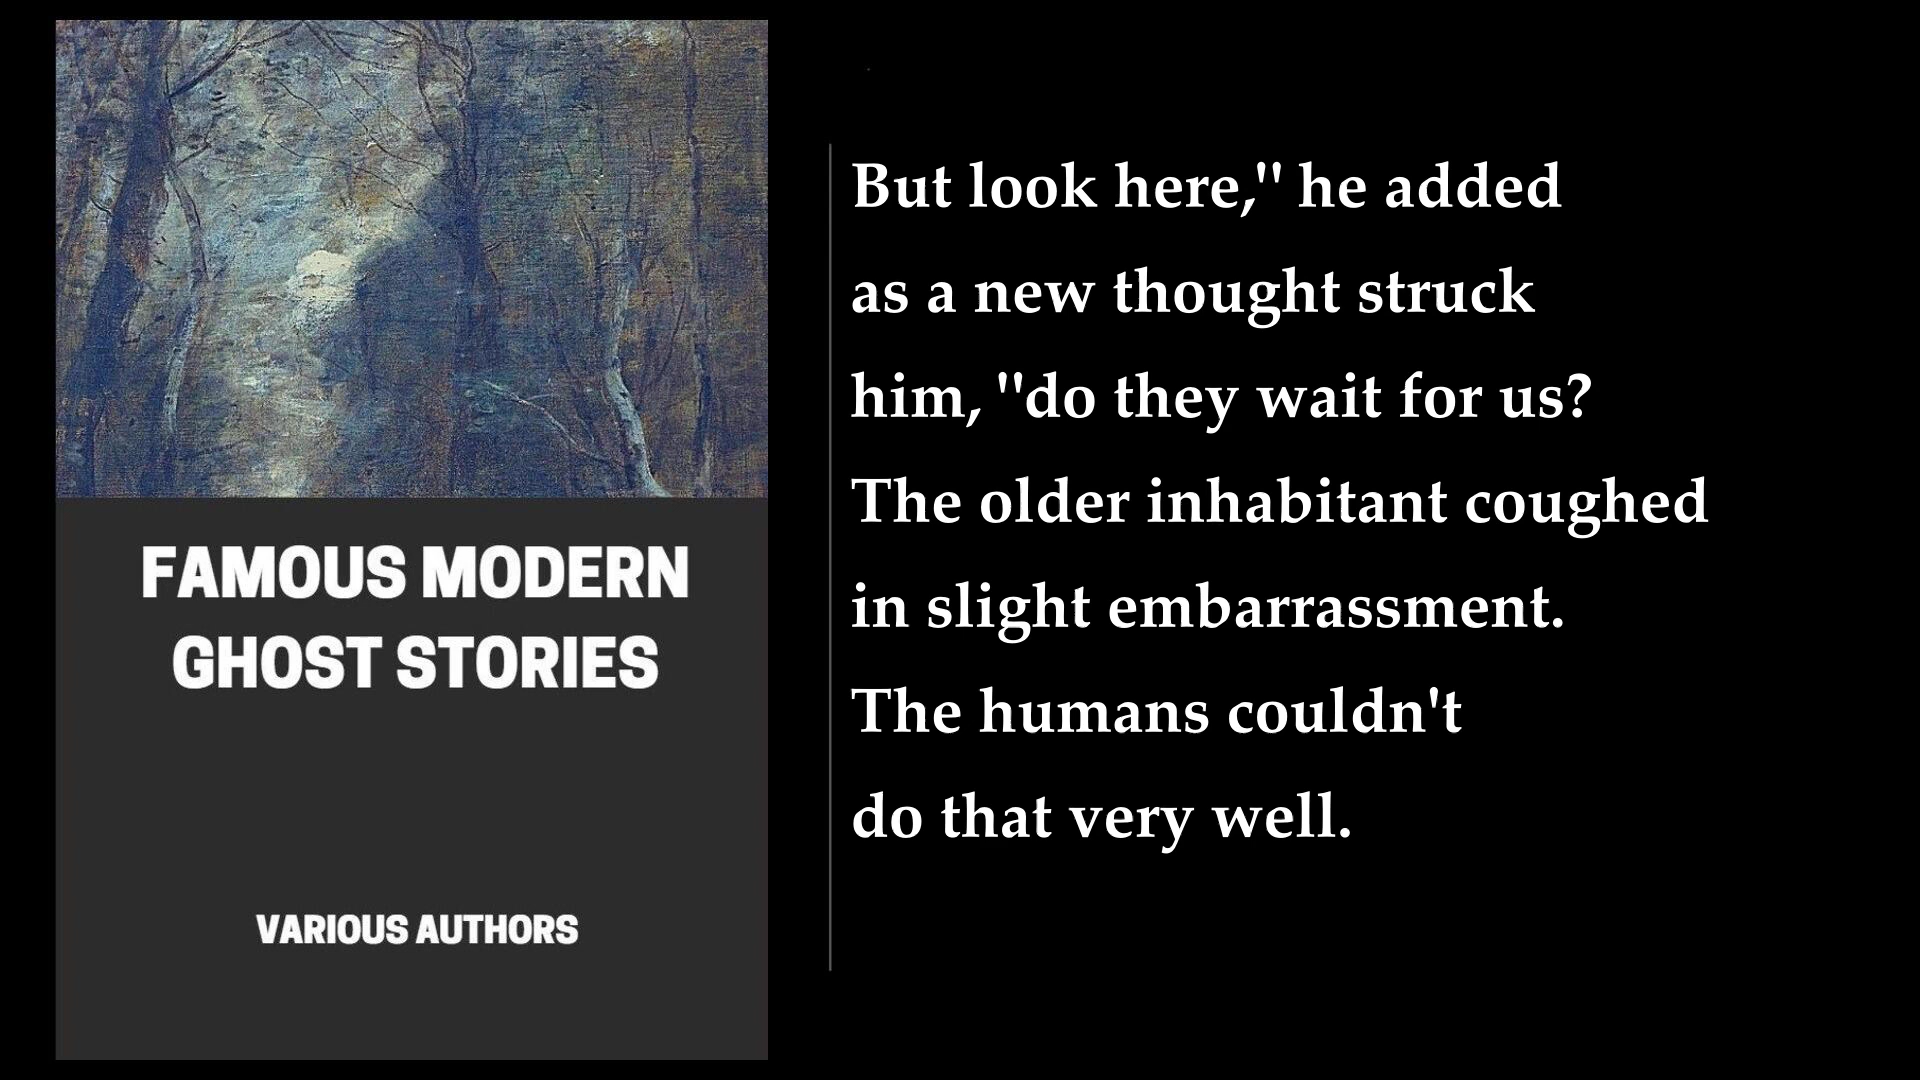 FAMOUS MODERN
GHOST STORIES
VARIOUS AUTHORS
But look here," he added
as a new thought struck
him, "do they wait for us?
The older inhabitant coughed
in slight embarrassment.
The humans couldn't
do that very well.